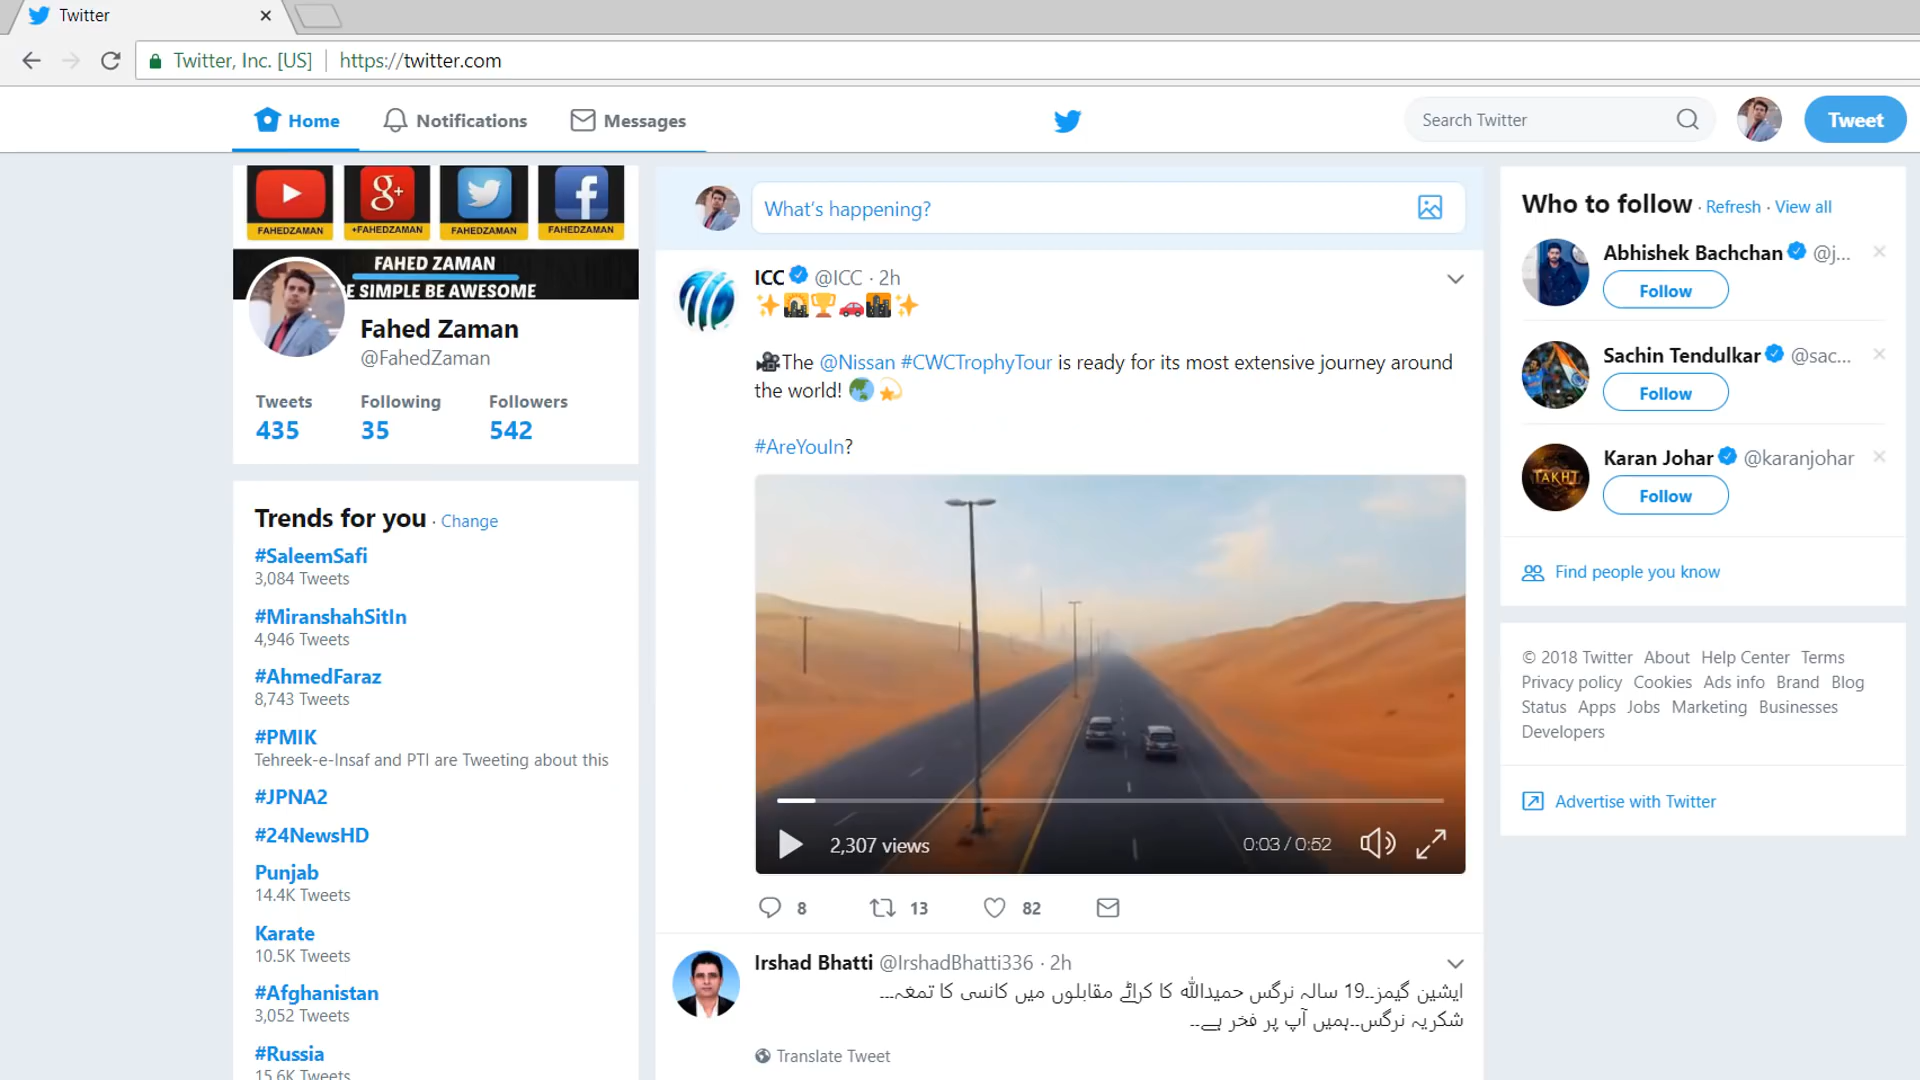 Twitter
Twitter, Inc. [US] https://twitter.com
Home Notifications Messages
Search Twitter
Tweet
FAHEDZAMAN +FAHEDZAMAN FAHEDZAMAN FAHEDZAMAN
FAHED ZAMAN
E SIMPLE BE AWESOME
Fahed Zaman
@FahedZaman
Tweets Following Followers
435 35 542
Trends for you · Change
#SaleemSafi
3,084 Tweets
#MiranshahSitIn
4,946 Tweets
#AhmedFaraz
8,743 Tweets
#PMIK
Tehreek-e-Insaf and PTI are Tweeting about this
#JPNA2
#24NewsHD
Punjab
14.4K Tweets
Karate
10.5K Tweets
#Afghanistan
3,052 Tweets
#Russia
15.6K Tweets
What's happening?
ICC @ICC · 2h
✨🌇🏆🚗🌆✨
🎥The @Nissan #CWCTrophyTour is ready for its most extensive journey around
the world! 🌏💫
#AreYouIn?
2,307 views 0:03 / 0:52
8 13 82
Irshad Bhatti @IrshadBhatti336 · 2h
ایشین گیمز۔۔19 سالہ نرگس حمیداللہ کا کراٹے مقابلوں میں کانسی کا تمغہ۔۔۔
شکریہ نرگس۔۔ہمیں آپ پر فخر ہے۔۔
Translate Tweet
Who to follow · Refresh · View all
Abhishek Bachchan @j...
Follow
Sachin Tendulkar @sac...
Follow
TAKHT
Karan Johar @karanjohar
Follow
Find people you know
© 2018 Twitter About Help Center Terms
Privacy policy Cookies Ads info Brand Blog
Status Apps Jobs Marketing Businesses
Developers
Advertise with Twitter